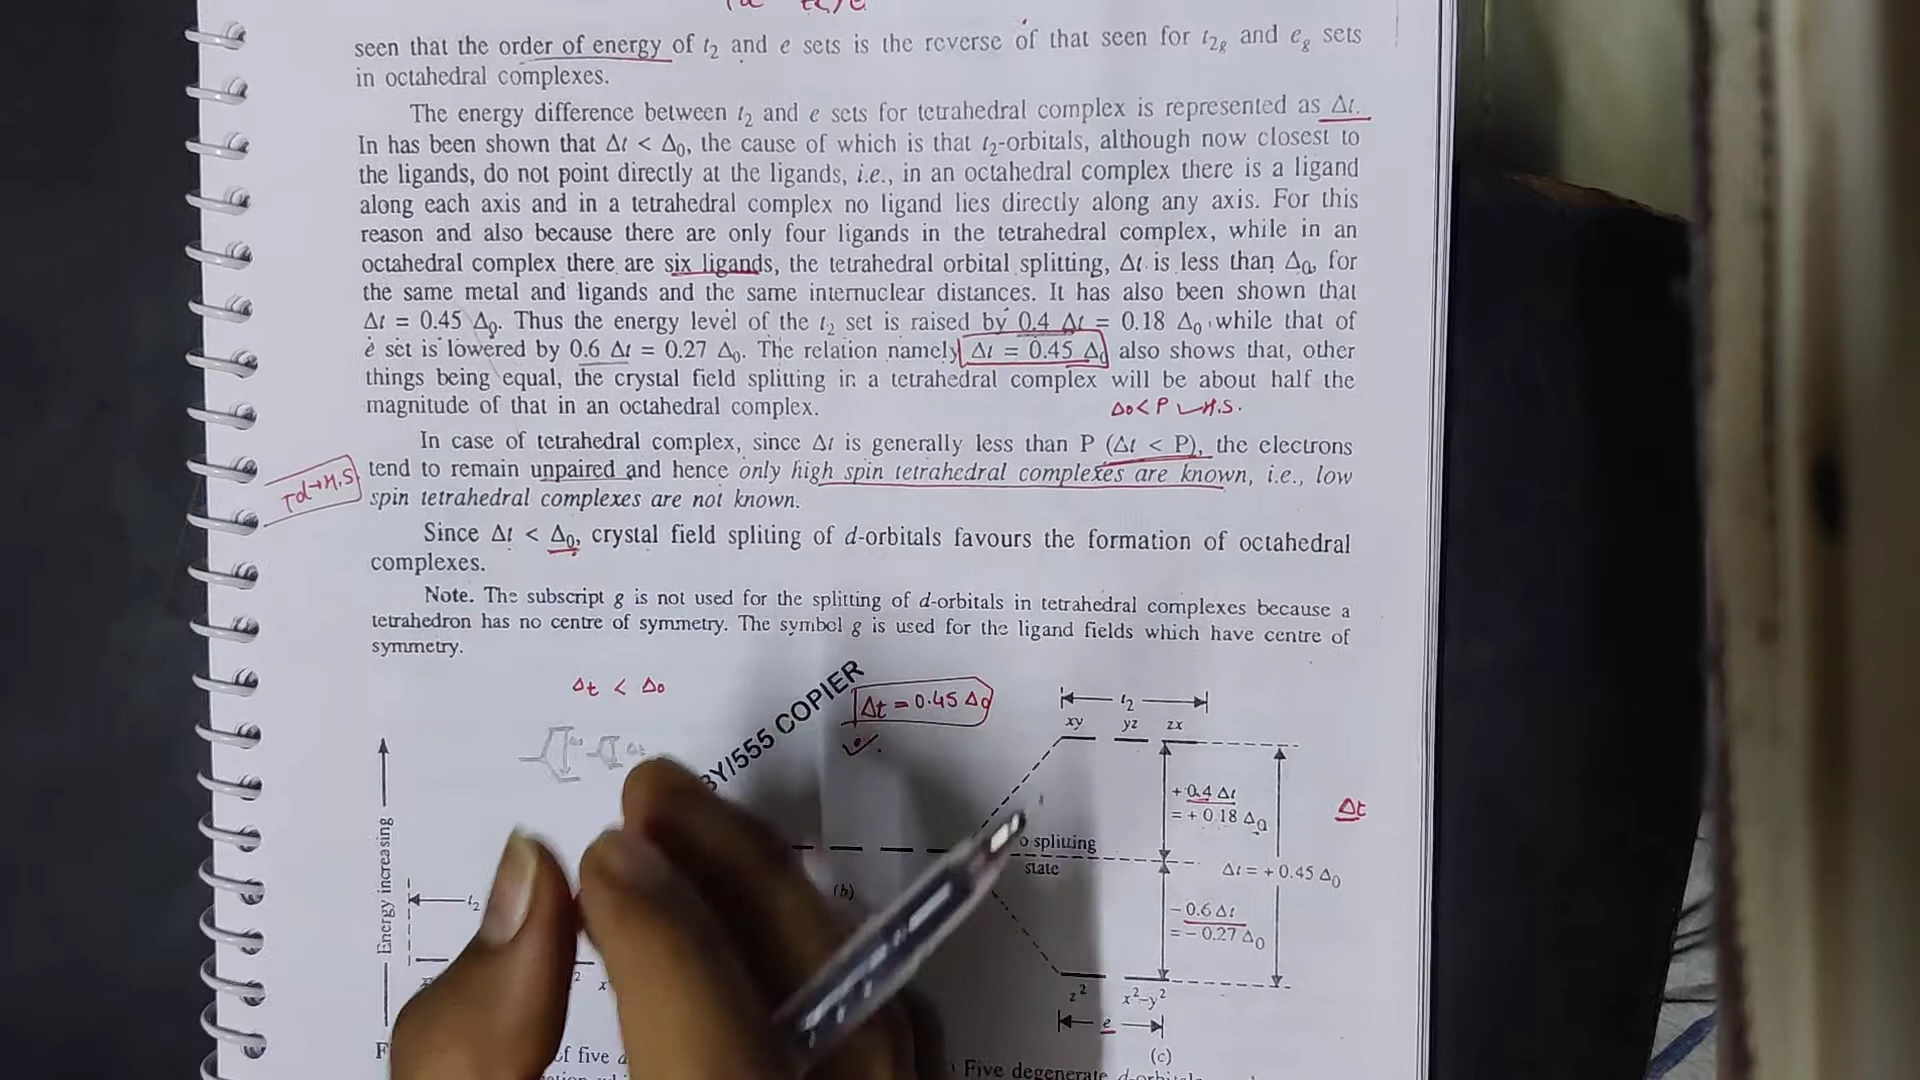 seen that the order of energy of t2 and e sets is the reverse of that seen for t2g and eg sets
in octahedral complexes.
The energy difference between t2 and e sets for tetrahedral complex is represented as Δt.
In has been shown that Δt < Δ0, the cause of which is that t2-orbitals, although now closest to
the ligands, do not point directly at the ligands, i.e., in an octahedral complex there is a ligand
along each axis and in a tetrahedral complex no ligand lies directly along any axis. For this
reason and also because there are only four ligands in the tetrahedral complex, while in an
octahedral complex there are six ligands, the tetrahedral orbital splitting, Δt is less than Δ0, for
the same metal and ligands and the same internuclear distances. It has also been shown that
Δt = 0.45 Δ0. Thus the energy level of the t2 set is raised by 0.4 Δt = 0.18 Δ0 while that of
e set is lowered by 0.6 Δt = 0.27 Δ0. The relation namely Δt = 0.45 Δ0 also shows that, other
things being equal, the crystal field splitting in a tetrahedral complex will be about half the
magnitude of that in an octahedral complex.
Δ0 < P H.S.
In case of tetrahedral complex, since Δt is generally less than P (Δt < P), the electrons
tend to remain unpaired and hence only high spin tetrahedral complexes are known, i.e., low
Td→H.S
spin tetrahedral complexes are not known.
Since Δt < Δ0, crystal field spliting of d-orbitals favours the formation of octahedral
complexes.
Note. The subscript g is not used for the splitting of d-orbitals in tetrahedral complexes because a
tetrahedron has no centre of symmetry. The symbol g is used for the ligand fields which have centre of
symmetry.
Δt < Δ0
BY/555 COPIER
Δt = 0.45 Δ0
t2
xy yz zx
+ 0.4 Δt
= + 0.18 Δ0
Δt
Energy increasing
o splitting
state
Δt = + 0.45 Δ0
(b)
t2
- 0.6 Δt
= - 0.27 Δ0
z2 x2-y2
e
(c)
of five
Five degenerate d-orbitals